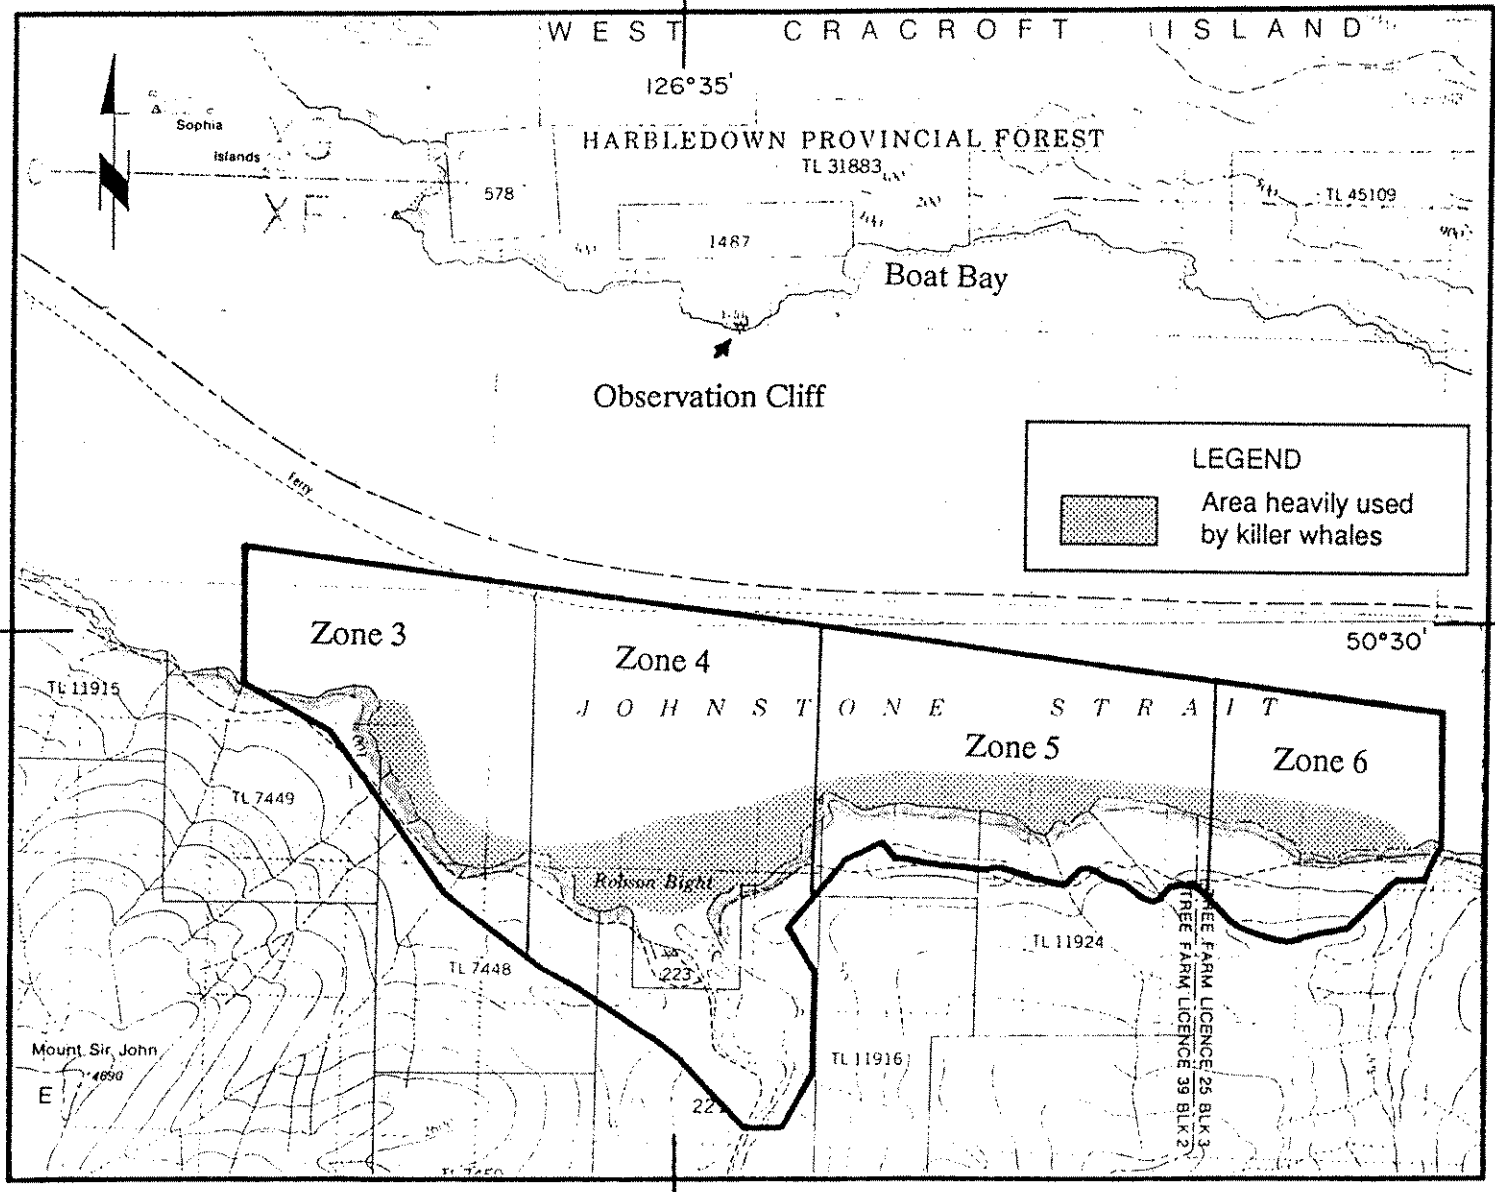 WEST CRACROFT ISLAND
126°35'
Sophia
Islands
HARBLEDOWN PROVINCIAL FOREST
TL 31883
578
200
TL 45109
1487
Boat Bay
Observation Cliff
LEGEND
Area heavily used
by killer whales
Ferry
Zone 3
Zone 4
50°30'
TL 11915
JOHNSTONE STRAIT
Zone 5
Zone 6
TL 7449
Robson Bight
TL 7448
223
TL 11924
TREE FARM LICENCE 39 BLK 2
TREE FARM LICENCE 25 BLK 3
Mount Sir John
4690
TL 11916
E
221